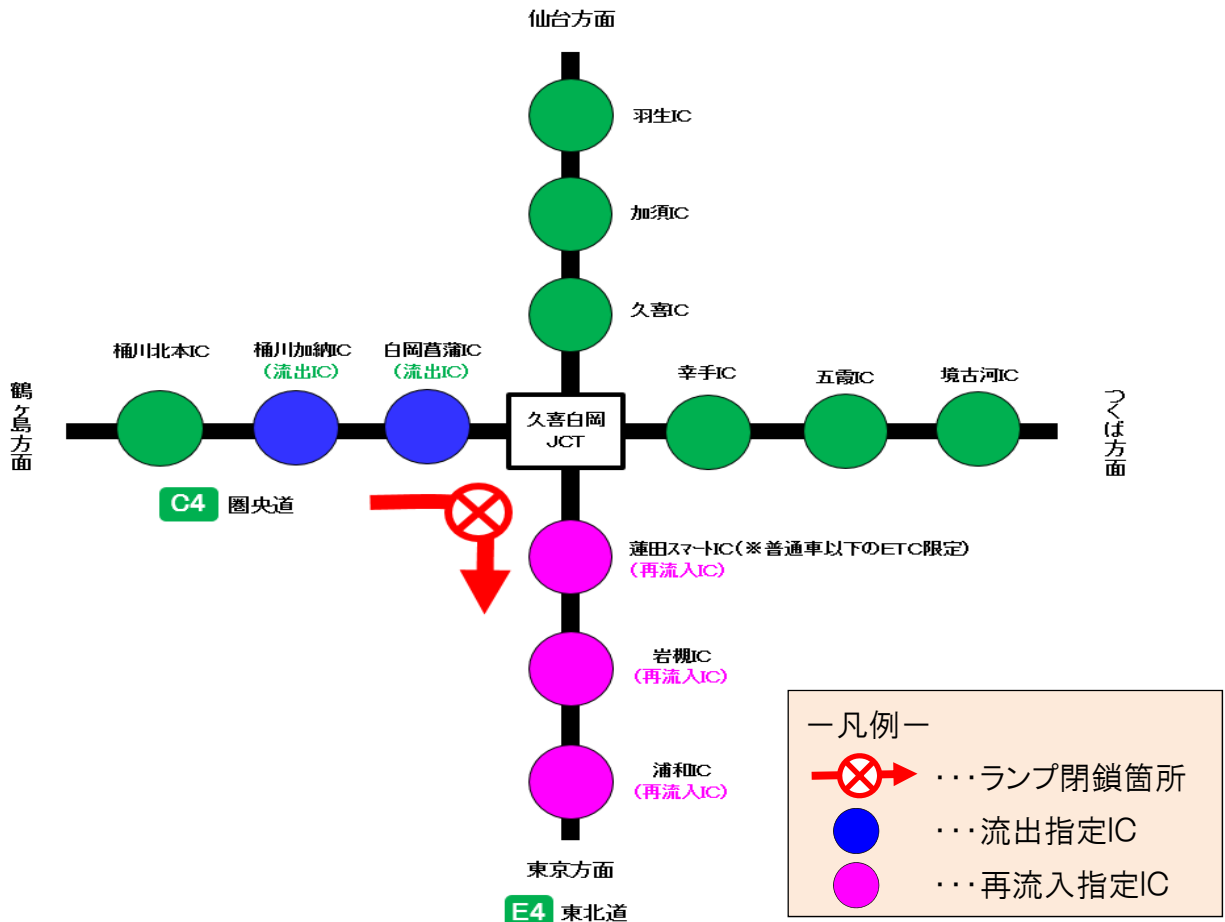 仙台方面
羽生IC
加須IC
久喜IC
桶川北本IC
桶川加納IC
(流出IC)
白岡菖蒲IC
(流出IC)
幸手IC
五霞IC
境古河IC
鶴ヶ島方面
久喜白岡
JCT
つくば方面
C4 圏央道
蓮田スマートIC(※普通車以下のETC限定)
(再流入IC)
岩槻IC
(再流入IC)
浦和IC
(再流入IC)
東京方面
E4 東北道
－凡例－
･･･ランプ閉鎖箇所
･･･流出指定IC
･･･再流入指定IC